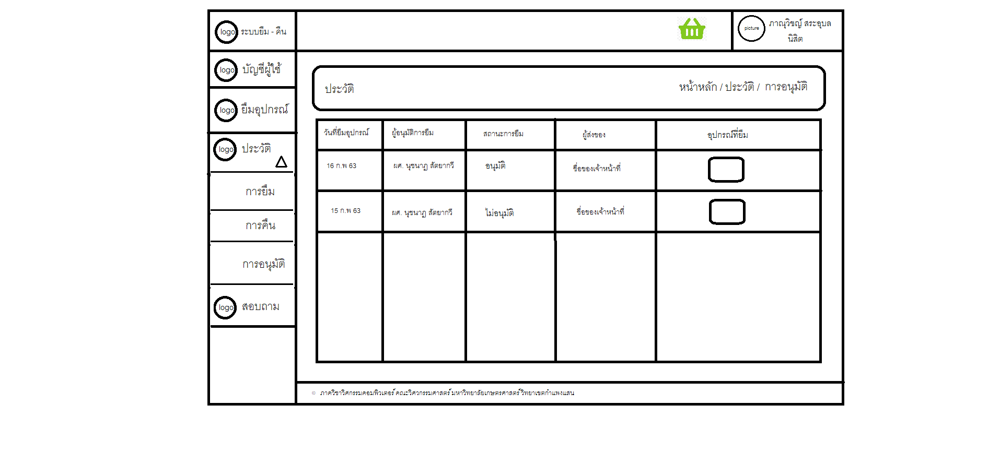 logo ระบบยืม - คืน
picture ภาณุวิชญ์ สระอุบล
นิสิต
logo บัญชีผู้ใช้
logo ยืมอุปกรณ์
logo ประวัติ
การยืม
การคืน
การอนุมัติ
logo สอบถาม
ประวัติ หน้าหลัก / ประวัติ / การอนุมัติ
วันที่ยืมอุปกรณ์ ผู้อนุมัติการยืม สถานะการยืม ผู้ส่งของ อุปกรณ์ที่ยืม
16 ก.พ 63 ผศ. นุชนาฏ สัตยากวี อนุมัติ ชื่อของเจ้าหน้าที่
15 ก.พ 63 ผศ. นุชนาฏ สัตยากวี ไม่อนุมัติ ชื่อของเจ้าหน้าที่
© ภาควิชาวิศกรรมคอมพิวเตอร์ คณะวิศวกรรมศาสตร์ มหาวิทยาลัยเกษตรศาสตร์ วิทยาเขตกำแพงแสน